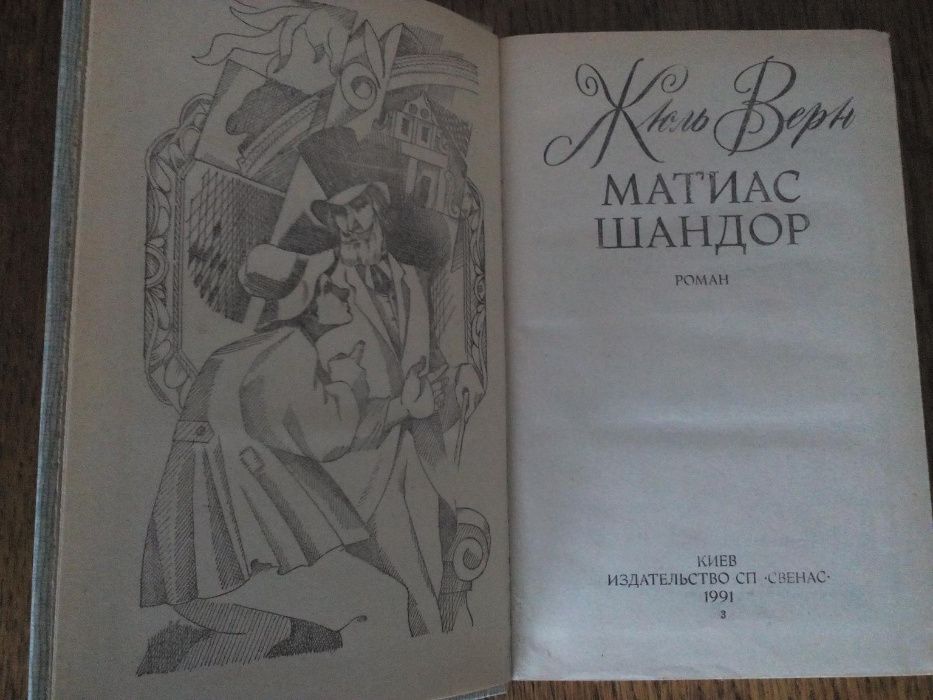 Жюль Верн
МАТИАС
ШАНДОР
РОМАН
КИЕВ
ИЗДАТЕЛЬСТВО СП «СВЕНАС»
1991
3